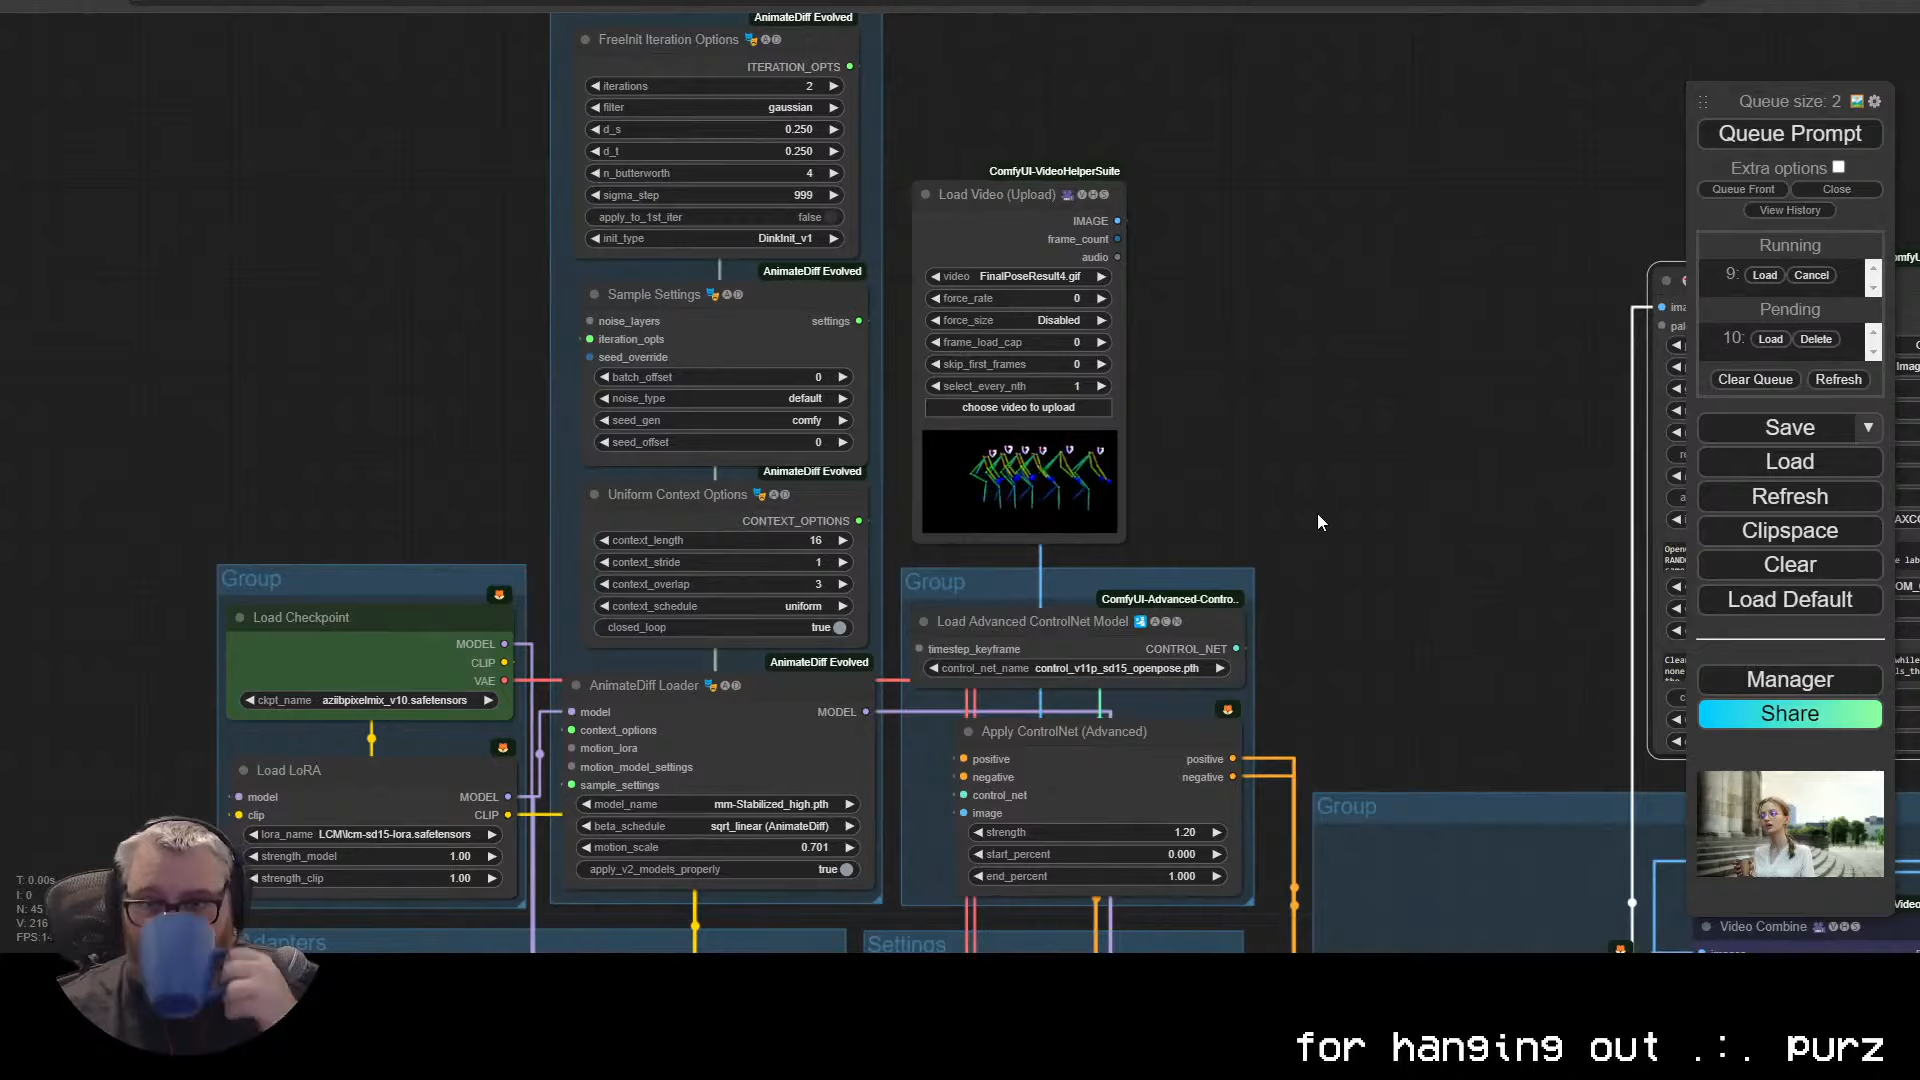 AnimateDiff Evolved
FreeInit Iteration Options
ITERATION_OPTS
iterations 2
filter gaussian
d_s 0.250
d_t 0.250
n_butterworth 4
sigma_step 999
apply_to_1st_iter false
init_type DinkInit_v1
AnimateDiff Evolved
Sample Settings
noise_layers settings
iteration_opts
seed_override
batch_offset 0
noise_type default
seed_gen comfy
seed_offset 0
AnimateDiff Evolved
Uniform Context Options
CONTEXT_OPTIONS
context_length 16
context_stride 1
context_overlap 3
context_schedule uniform
closed_loop true
AnimateDiff Evolved
AnimateDiff Loader
model MODEL
context_options
motion_lora
motion_model_settings
sample_settings
model_name mm-Stabilized_high.pth
beta_schedule sqrt_linear (AnimateDiff)
motion_scale 0.701
apply_v2_models_properly true
Group
Load Checkpoint
MODEL
CLIP
VAE
ckpt_name aziibpixelmix_v10.safetensors
Load LoRA
model MODEL
clip CLIP
lora_name LCM\lcm-sd15-lora.safetensors
strength_model 1.00
strength_clip 1.00
ComfyUI-VideoHelperSuite
Load Video (Upload)
IMAGE
frame_count
audio
video FinalPoseResult4.gif
force_rate 0
force_size Disabled
frame_load_cap 0
skip_first_frames 0
select_every_nth 1
choose video to upload
Group
ComfyUI-Advanced-Contro..
Load Advanced ControlNet Model
timestep_keyframe CONTROL_NET
control_net_name control_v11p_sd15_openpose.pth
Apply ControlNet (Advanced)
positive positive
negative negative
control_net
image
strength 1.20
start_percent 0.000
end_percent 1.000
Group
Settings
Queue size: 2
Queue Prompt
Extra options
Queue Front Close
View History
Running
9: Load Cancel
Pending
10: Load Delete
Clear Queue Refresh
Save
Load
Refresh
Clipspace
Clear
Load Default
Manager
Share
Video Combine
T: 0.00s
I: 0
N: 45
V: 216
for hanging out .:. purz